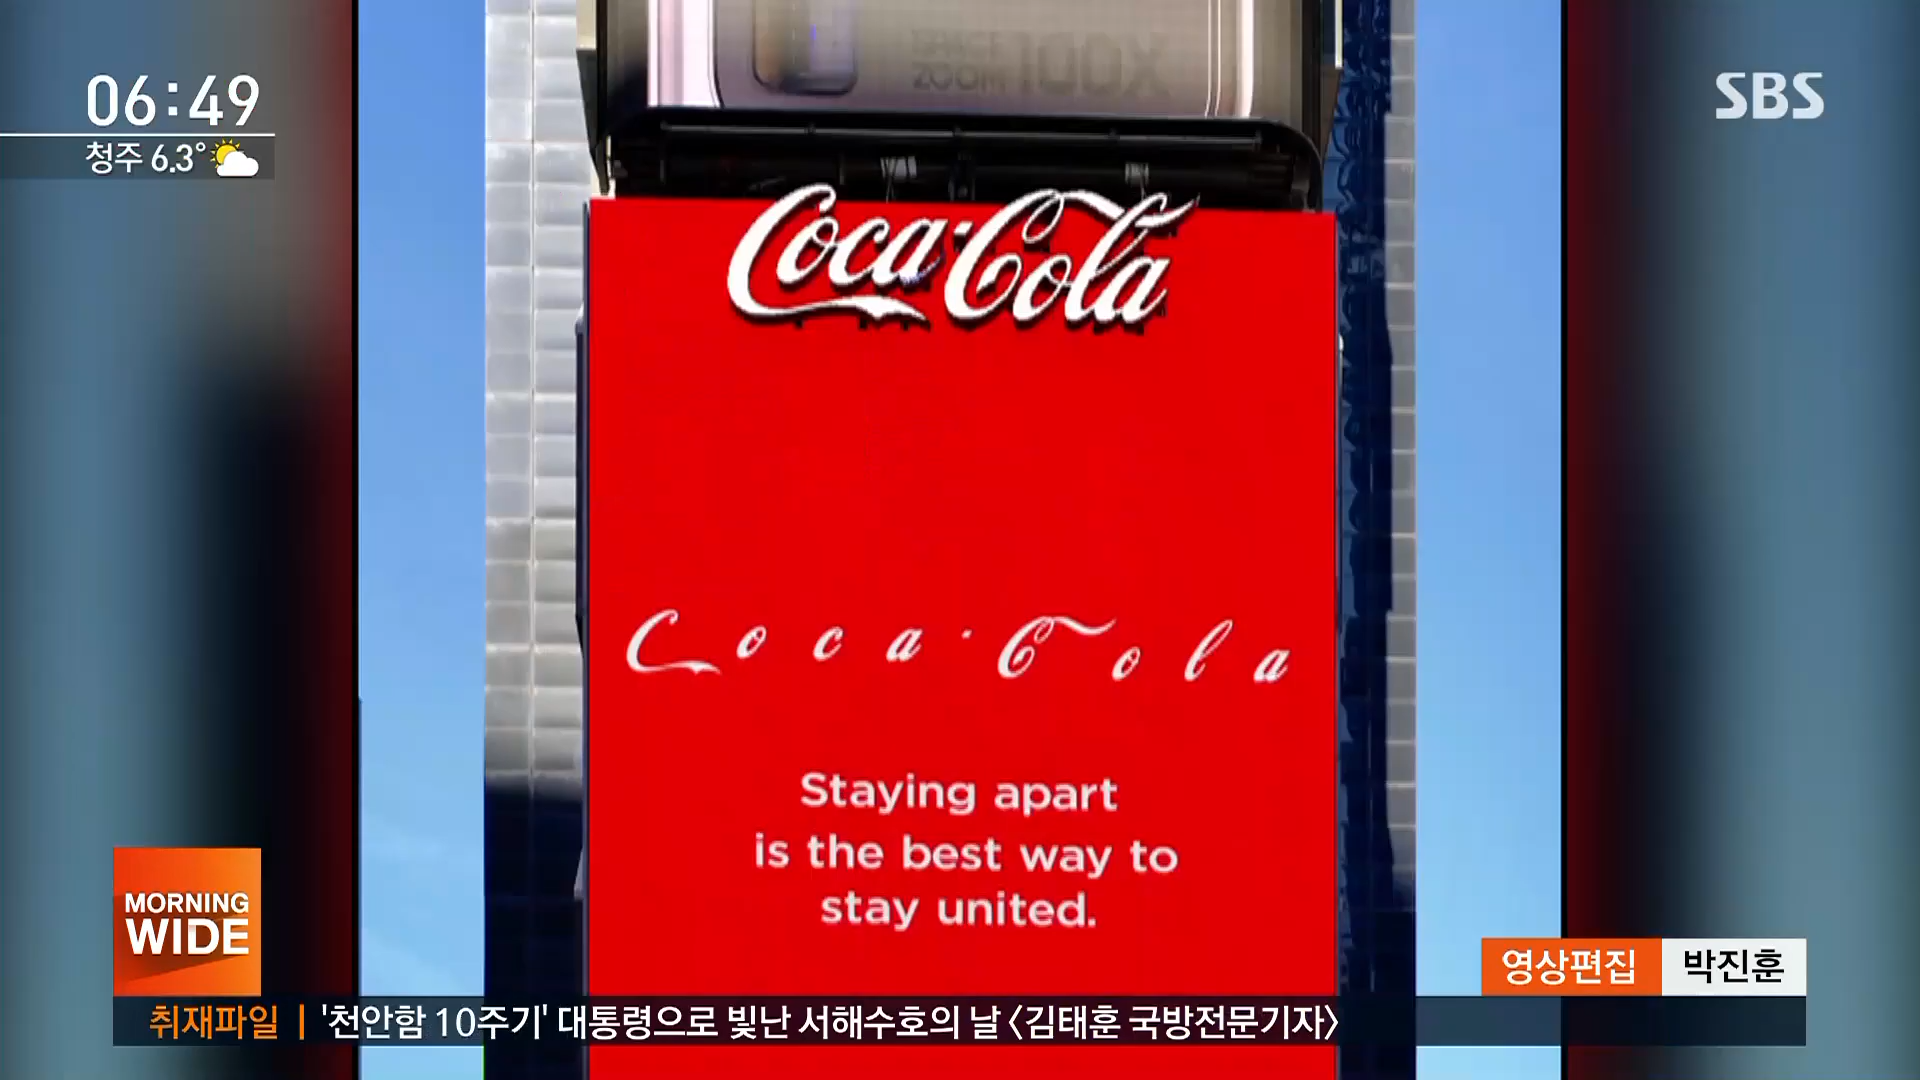 SPACE
ZOOM 100X
06:49
SBS
청주 6.3°
Coca-Cola
Coca-Cola
Staying apart
is the best way to
stay united.
MORNING
WIDE
영상편집 박진훈
취재파일 | '천안함 10주기' 대통령으로 빛난 서해수호의 날 〈김태훈 국방전문기자〉